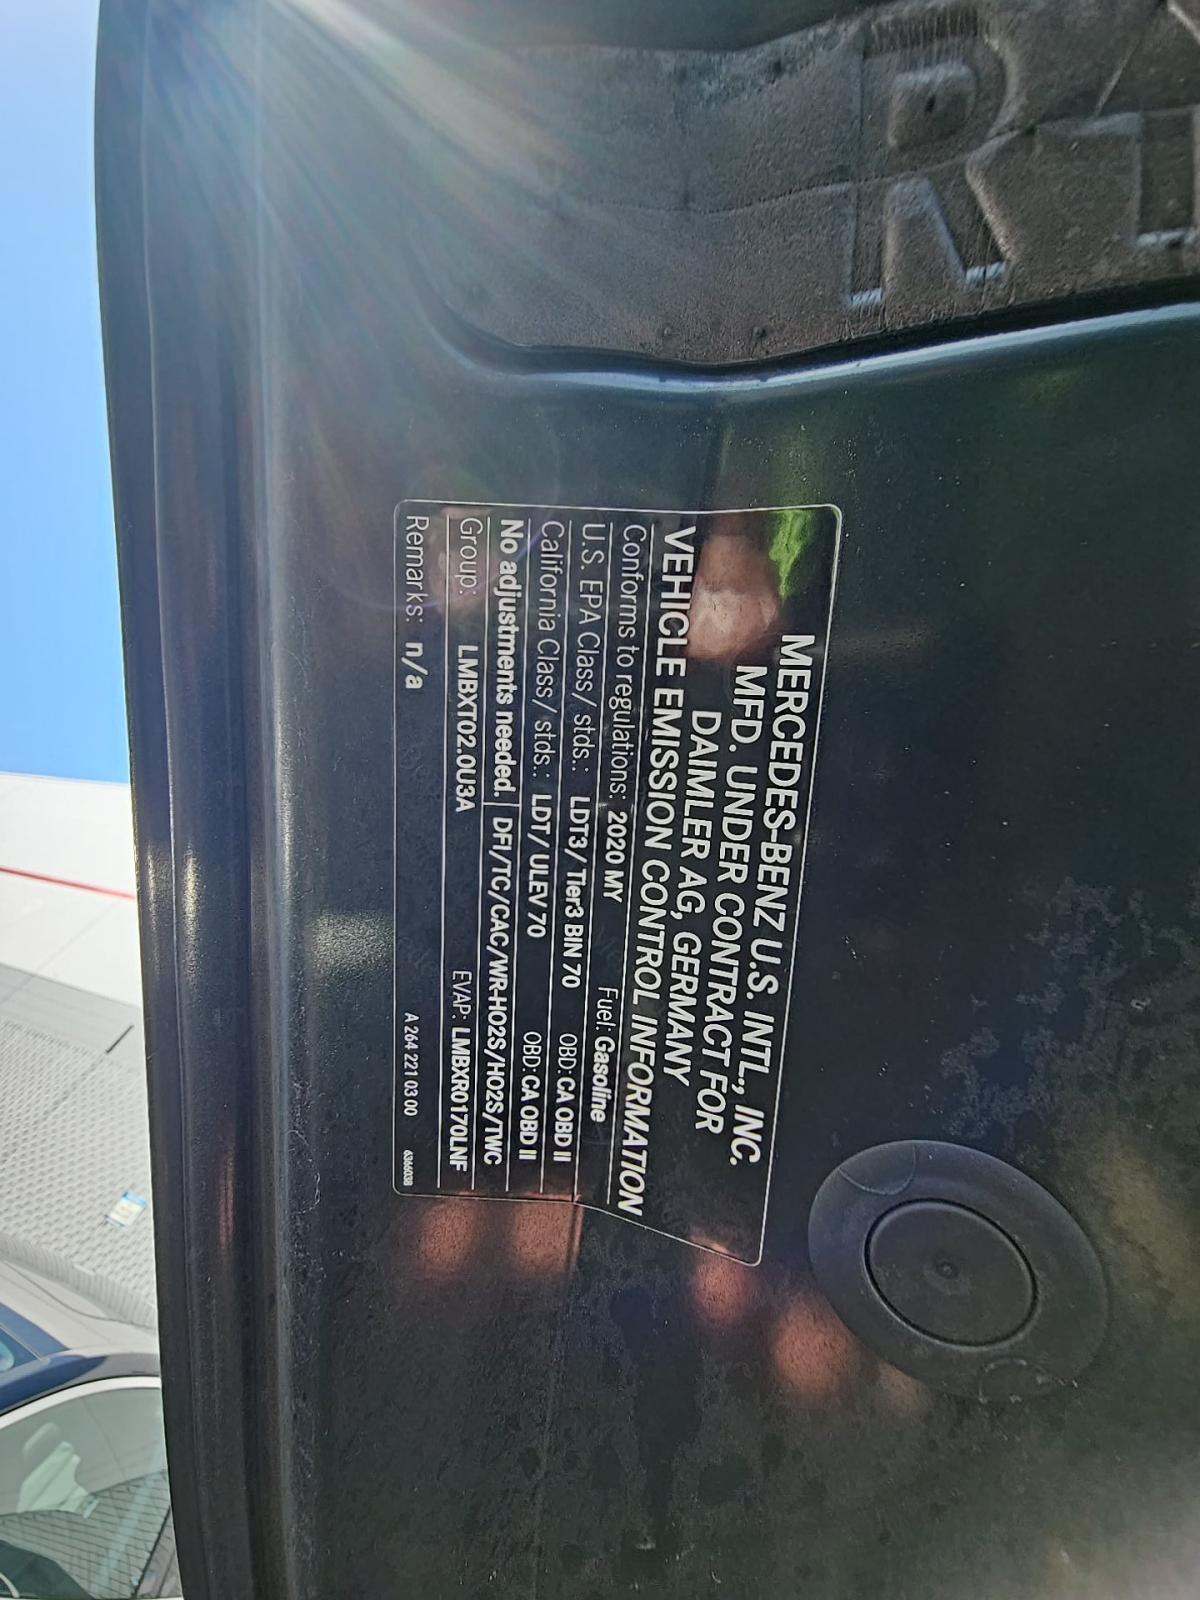 MERCEDES-BENZ U.S. INTL., INC.
MFD. UNDER CONTRACT FOR
DAIMLER AG, GERMANY
VEHICLE EMISSION CONTROL INFORMATION
Conforms to regulations: 2020 MY Fuel: Gasoline
U.S. EPA Class/ stds.: LDT3/ Tier3 BIN 70 OBD: CA OBD II
California Class/ stds.: LDT/ ULEV 70 OBD: CA OBD II
No adjustments needed. DFI/TC/CAC/WR-HO2S/HO2S/TWC
Group: LMBXT02.0U3A EVAP: LMBXR0170LNF
Remarks: n/a A 264 221 03 00